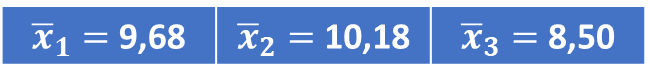 x̅₁ = 9,68 x̅₂ = 10,18 x̅₃ = 8,50